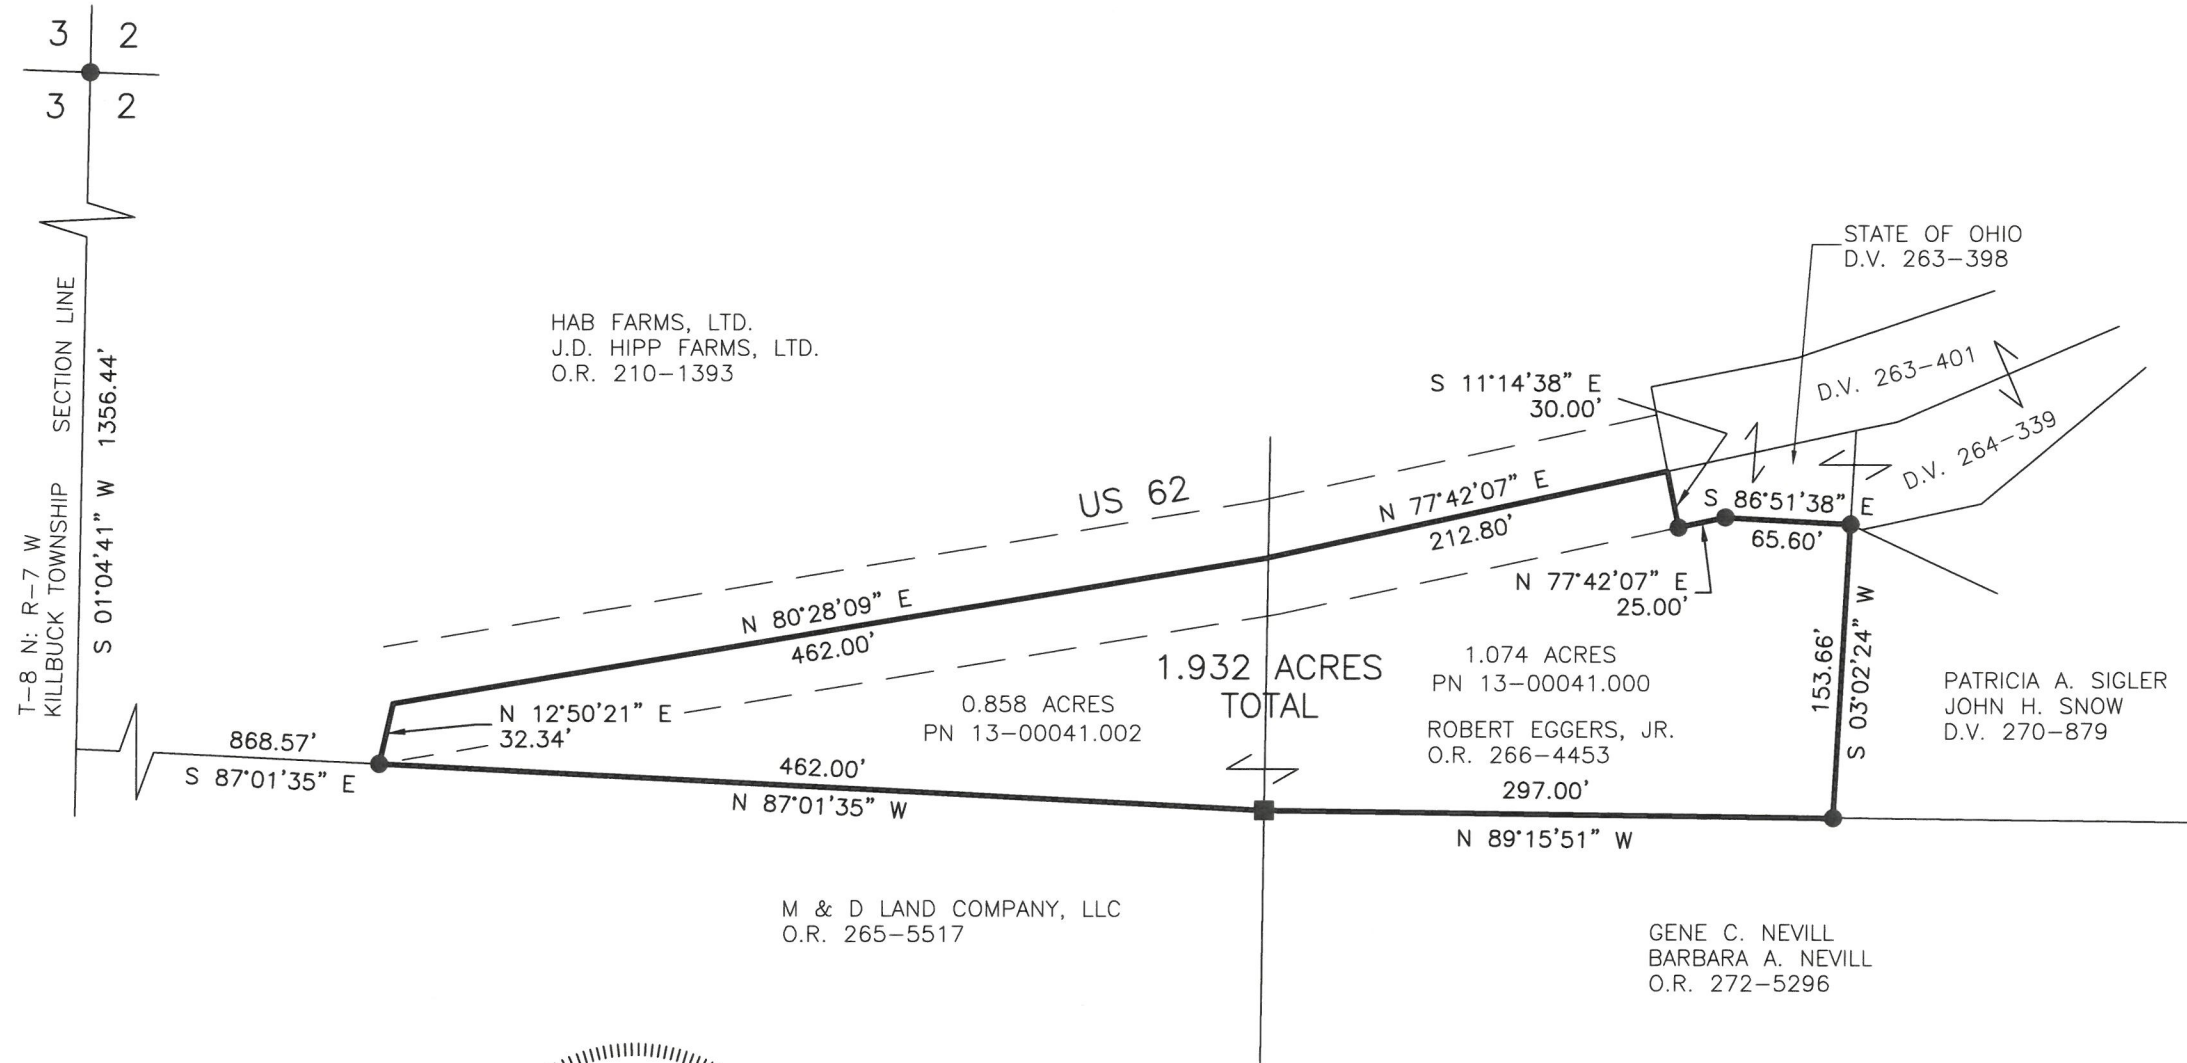 3 2
3 2
T-8 N: R-7 W
KILLBUCK TOWNSHIP SECTION LINE
S 01°04'41" W 1356.44'
HAB FARMS, LTD.
J.D. HIPP FARMS, LTD.
O.R. 210-1393
STATE OF OHIO
D.V. 263-398
D.V. 263-401
D.V. 264-339
S 11°14'38" E
30.00'
US 62
N 77°42'07" E
212.80'
S 86°51'38" E
65.60'
N 77°42'07" E
25.00'
N 80°28'09" E
462.00'
N 12°50'21" E
32.34'
868.57'
S 87°01'35" E
1.932 ACRES
TOTAL
0.858 ACRES
PN 13-00041.002
1.074 ACRES
PN 13-00041.000
ROBERT EGGERS, JR.
O.R. 266-4453
153.66'
S 03°02'24" W
PATRICIA A. SIGLER
JOHN H. SNOW
D.V. 270-879
462.00'
N 87°01'35" W
297.00'
N 89°15'51" W
M & D LAND COMPANY, LLC
O.R. 265-5517
GENE C. NEVILL
BARBARA A. NEVILL
O.R. 272-5296